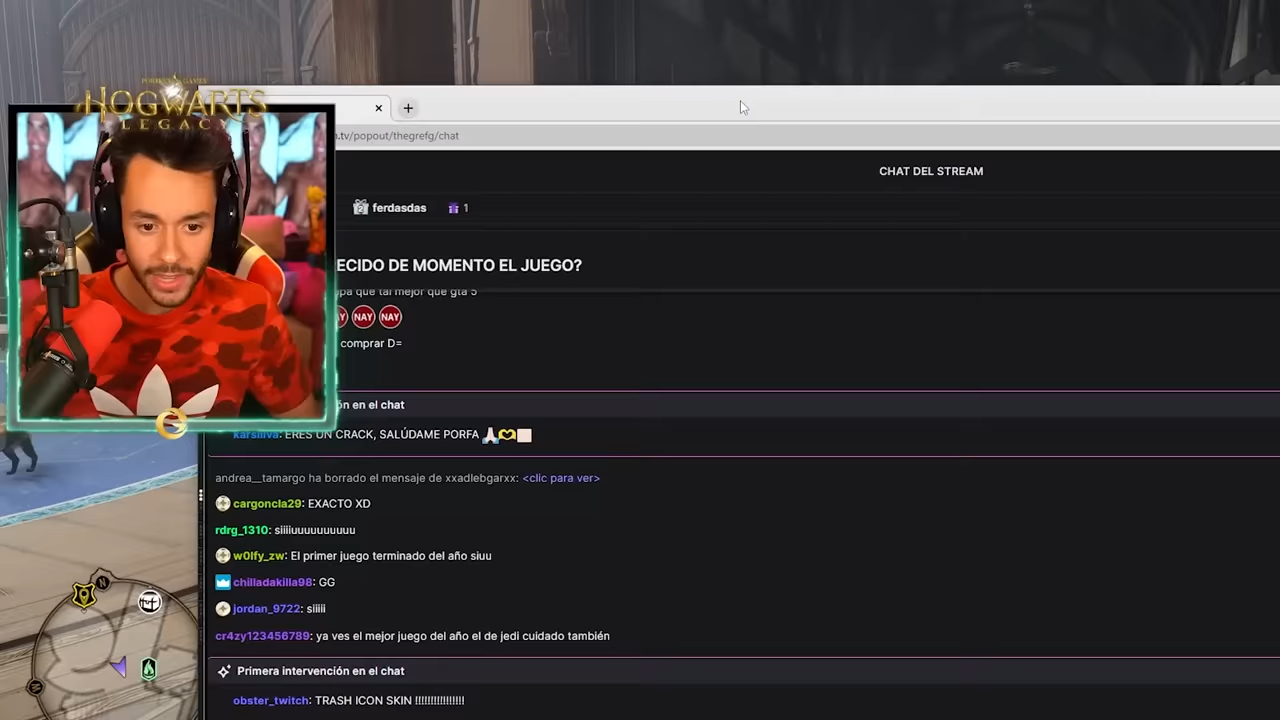 HOGWARTS
LEGACY
.tv/popout/thegrefg/chat
CHAT DEL STREAM
ferdasdas 1
ECIDO DE MOMENTO EL JUEGO?
que tal mejor que gta 5
NAY NAY
comprar D=
ón en el chat
karsiliva: ERES UN CRACK, SALÚDAME PORFA
andrea__tamargo ha borrado el mensaje de xxadlebgarxx: <clic para ver>
cargoncla29: EXACTO XD
rdrg_1310: siiiiuuuuuuuuuu
w0lfy_zw: El primer juego terminado del año siuu
chilladakilla98: GG
jordan_9722: siiiii
cr4zy123456789: ya ves el mejor juego del año el de jedi cuidado también
Primera intervención en el chat
obster_twitch: TRASH ICON SKIN !!!!!!!!!!!!!!!!
N